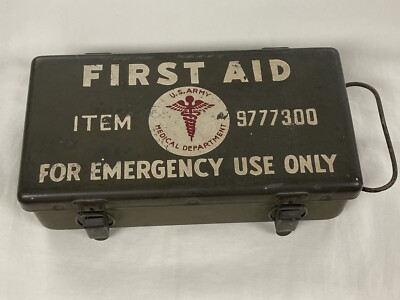 FIRST AID
U.S. ARMY
ITEM 9777300
MEDICAL DEPARTMENT
FOR EMERGENCY USE ONLY